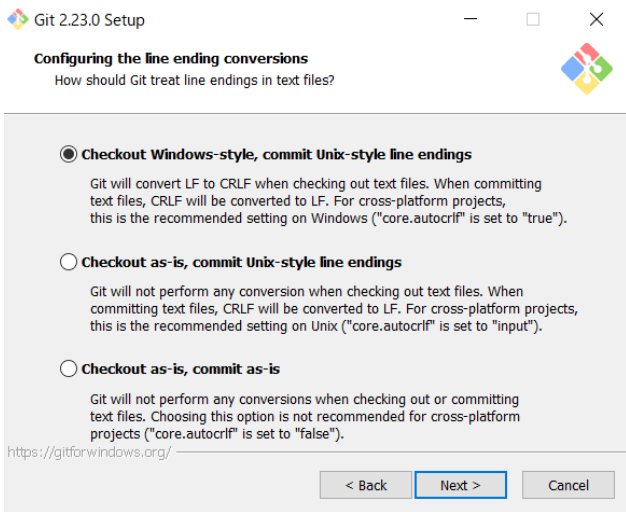 Git 2.23.0 Setup
Configuring the line ending conversions
How should Git treat line endings in text files?
Checkout Windows-style, commit Unix-style line endings
Git will convert LF to CRLF when checking out text files. When committing
text files, CRLF will be converted to LF. For cross-platform projects,
this is the recommended setting on Windows ("core.autocrlf" is set to "true").
Checkout as-is, commit Unix-style line endings
Git will not perform any conversion when checking out text files. When
committing text files, CRLF will be converted to LF. For cross-platform projects,
this is the recommended setting on Unix ("core.autocrlf" is set to "input").
Checkout as-is, commit as-is
Git will not perform any conversions when checking out or committing
text files. Choosing this option is not recommended for cross-platform
projects ("core.autocrlf" is set to "false").
https://gitforwindows.org/
< Back Next > Cancel